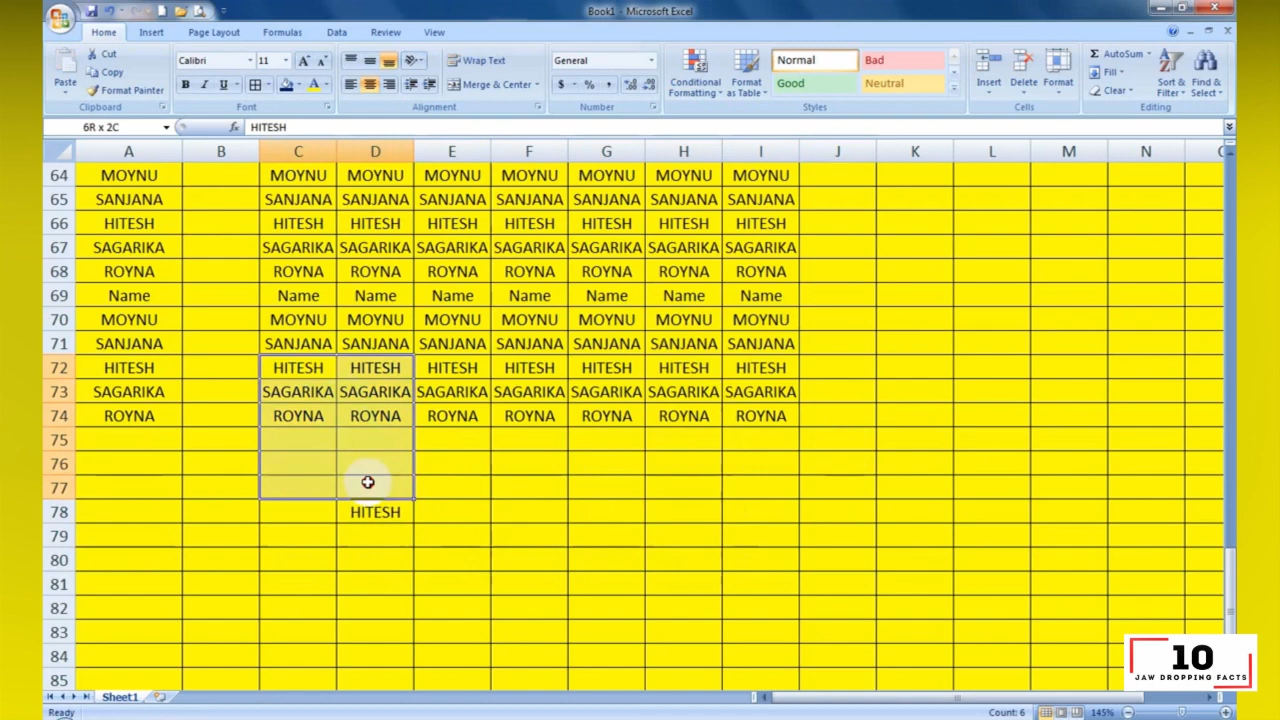 Book1 - Microsoft Excel
Home Insert Page Layout Formulas Data Review View
Cut Calibri 11 Wrap Text General Normal Bad AutoSum
Copy Fill
Paste Format Painter B I U Merge & Center $ % , Conditional Formatting Format as Table Good Neutral Insert Delete Format Clear Sort & Filter Find & Select
Clipboard Font Alignment Number Styles Cells Editing
6R x 2C fx HITESH
A B C D E F G H I J K L M N
64 MOYNU MOYNU MOYNU MOYNU MOYNU MOYNU MOYNU MOYNU
65 SANJANA SANJANA SANJANA SANJANA SANJANA SANJANA SANJANA SANJANA
66 HITESH HITESH HITESH HITESH HITESH HITESH HITESH HITESH
67 SAGARIKA SAGARIKA SAGARIKA SAGARIKA SAGARIKA SAGARIKA SAGARIKA SAGARIKA
68 ROYNA ROYNA ROYNA ROYNA ROYNA ROYNA ROYNA ROYNA
69 Name Name Name Name Name Name Name Name
70 MOYNU MOYNU MOYNU MOYNU MOYNU MOYNU MOYNU MOYNU
71 SANJANA SANJANA SANJANA SANJANA SANJANA SANJANA SANJANA SANJANA
72 HITESH HITESH HITESH HITESH HITESH HITESH HITESH HITESH
73 SAGARIKA SAGARIKA SAGARIKA SAGARIKA SAGARIKA SAGARIKA SAGARIKA SAGARIKA
74 ROYNA ROYNA ROYNA ROYNA ROYNA ROYNA ROYNA ROYNA
75
76
77
78 HITESH
79
80
81
82
83
84
85
10
JAW DROPPING FACTS
Sheet1
Ready Count: 6 145%